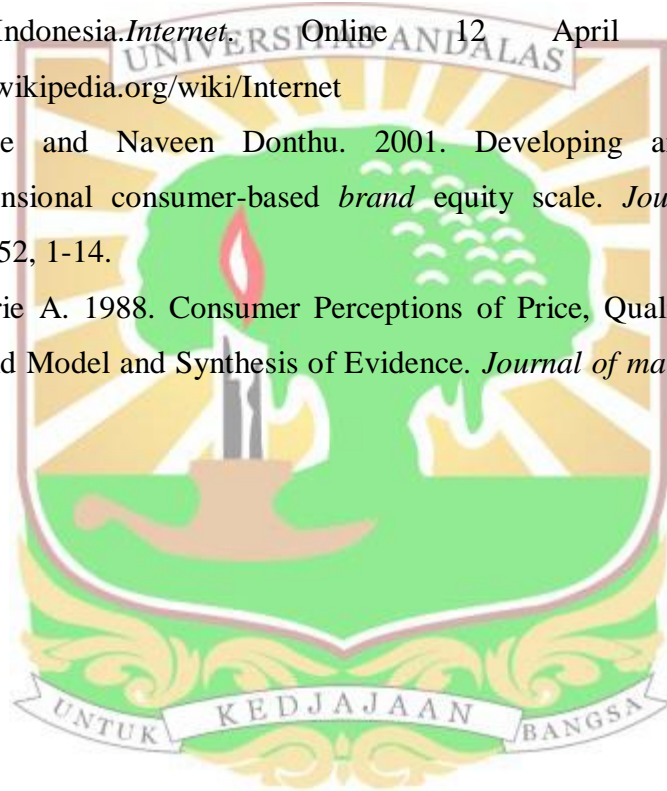 Indonesia.Internet. Online 12 April
UNIVERSITAS ANDALAS
wikipedia.org/wiki/Internet
e and Naveen Donthu. 2001. Developing a
nsional consumer-based brand equity scale. Jou
52, 1-14.
rie A. 1988. Consumer Perceptions of Price, Qual
d Model and Synthesis of Evidence. Journal of ma
UNTUK KEDJAJAAN BANGSA